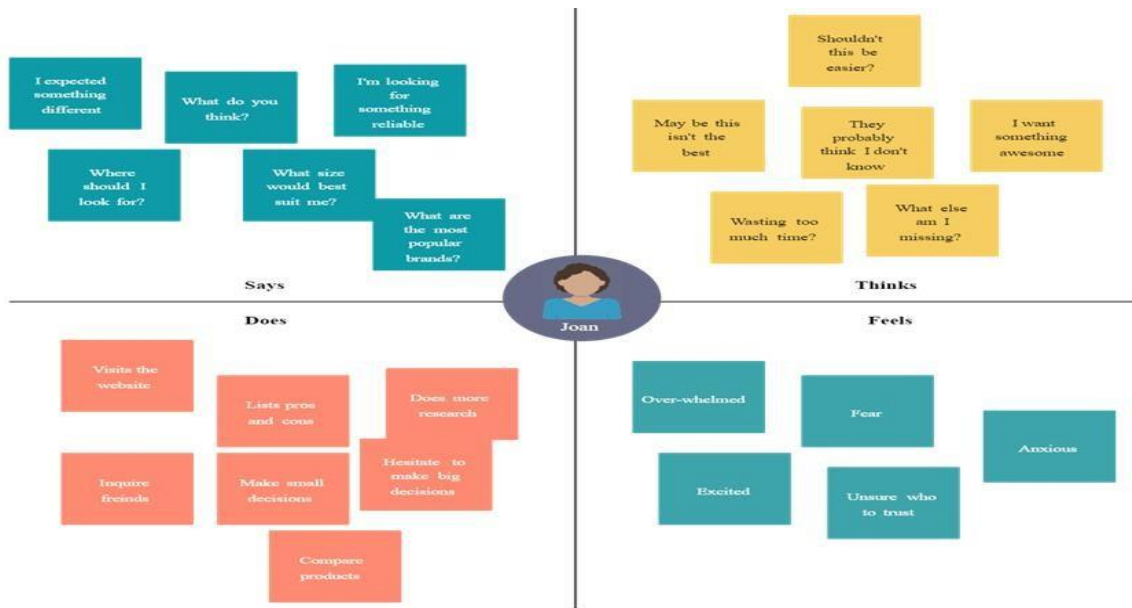 I expected
something
different
What do you
think?
I'm looking
for
something
reliable
Where
should I
look for?
What size
would best
suit me?
What are
the most
popular
brands?
Says
Shouldn't
this be
easier?
May be this
isn't the
best
They
probably
think I don't
know
I want
something
awesome
Wasting too
much time?
What else
am I
missing?
Thinks
Joan
Does
Visits the
website
Lists pros
and cons
Does more
research
Inquire
freinds
Make small
decisions
Hesitate to
make big
decisions
Compare
products
Feels
Over-whelmed
Fear
Anxious
Excited
Unsure who
to trust